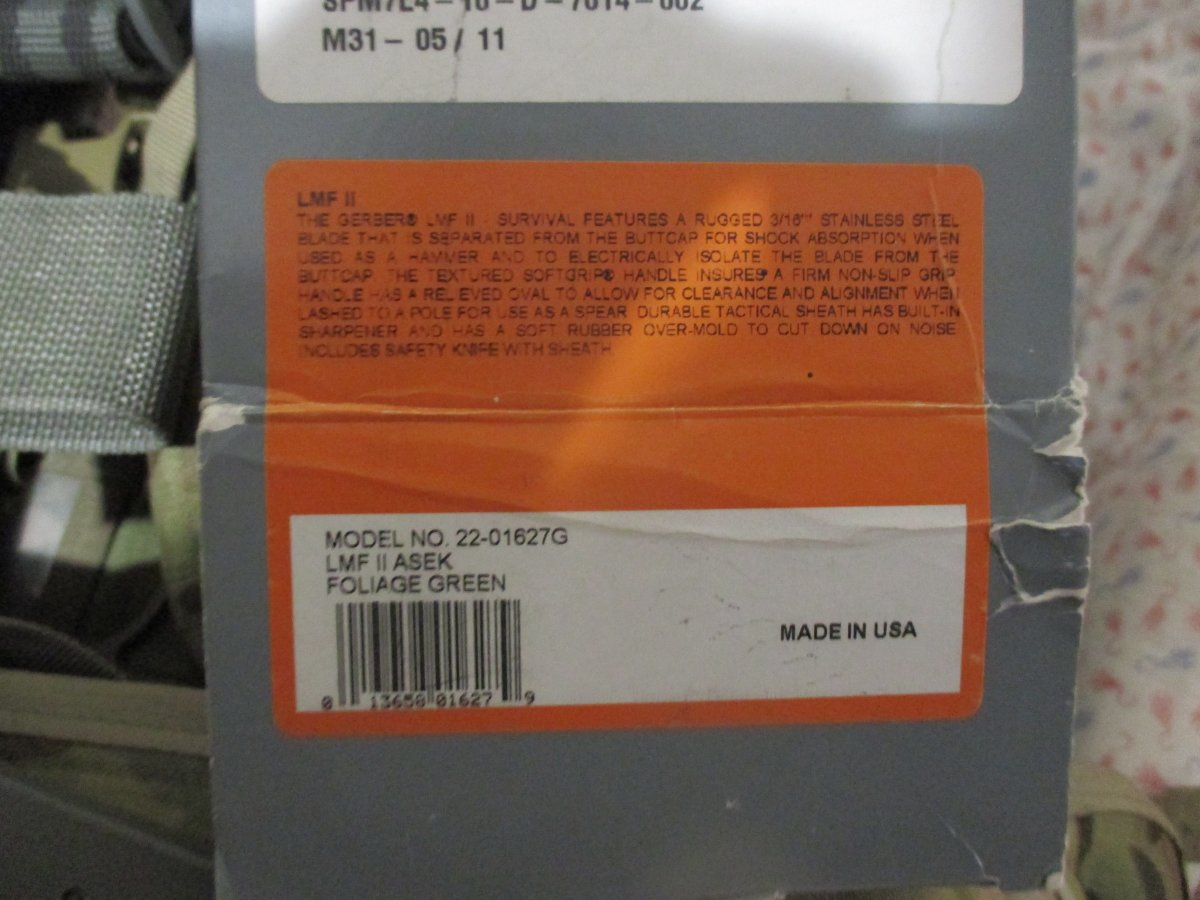 SPM7L4-10-D-7014-002
M31 - 05 / 11
LMF II
THE GERBER® LMF II - SURVIVAL FEATURES A RUGGED 3/16"" STAINLESS STEEL
BLADE THAT IS SEPARATED FROM THE BUTTCAP FOR SHOCK ABSORPTION WHEN
USED AS A HAMMER AND TO ELECTRICALLY ISOLATE THE BLADE FROM THE
BUTTCAP. THE TEXTURED SOFTGRIP® HANDLE INSURES A FIRM NON-SLIP GRIP.
HANDLE HAS A RELIEVED OVAL TO ALLOW FOR CLEARANCE AND ALIGNMENT WHEN
LASHED TO A POLE FOR USE AS A SPEAR. DURABLE TACTICAL SHEATH HAS BUILT-IN
SHARPENER AND HAS A SOFT RUBBER OVER-MOLD TO CUT DOWN ON NOISE
INCLUDES SAFETY KNIFE WITH SHEATH.
MODEL NO. 22-01627G
LMF II ASEK
FOLIAGE GREEN
MADE IN USA
0 13658 01627 9